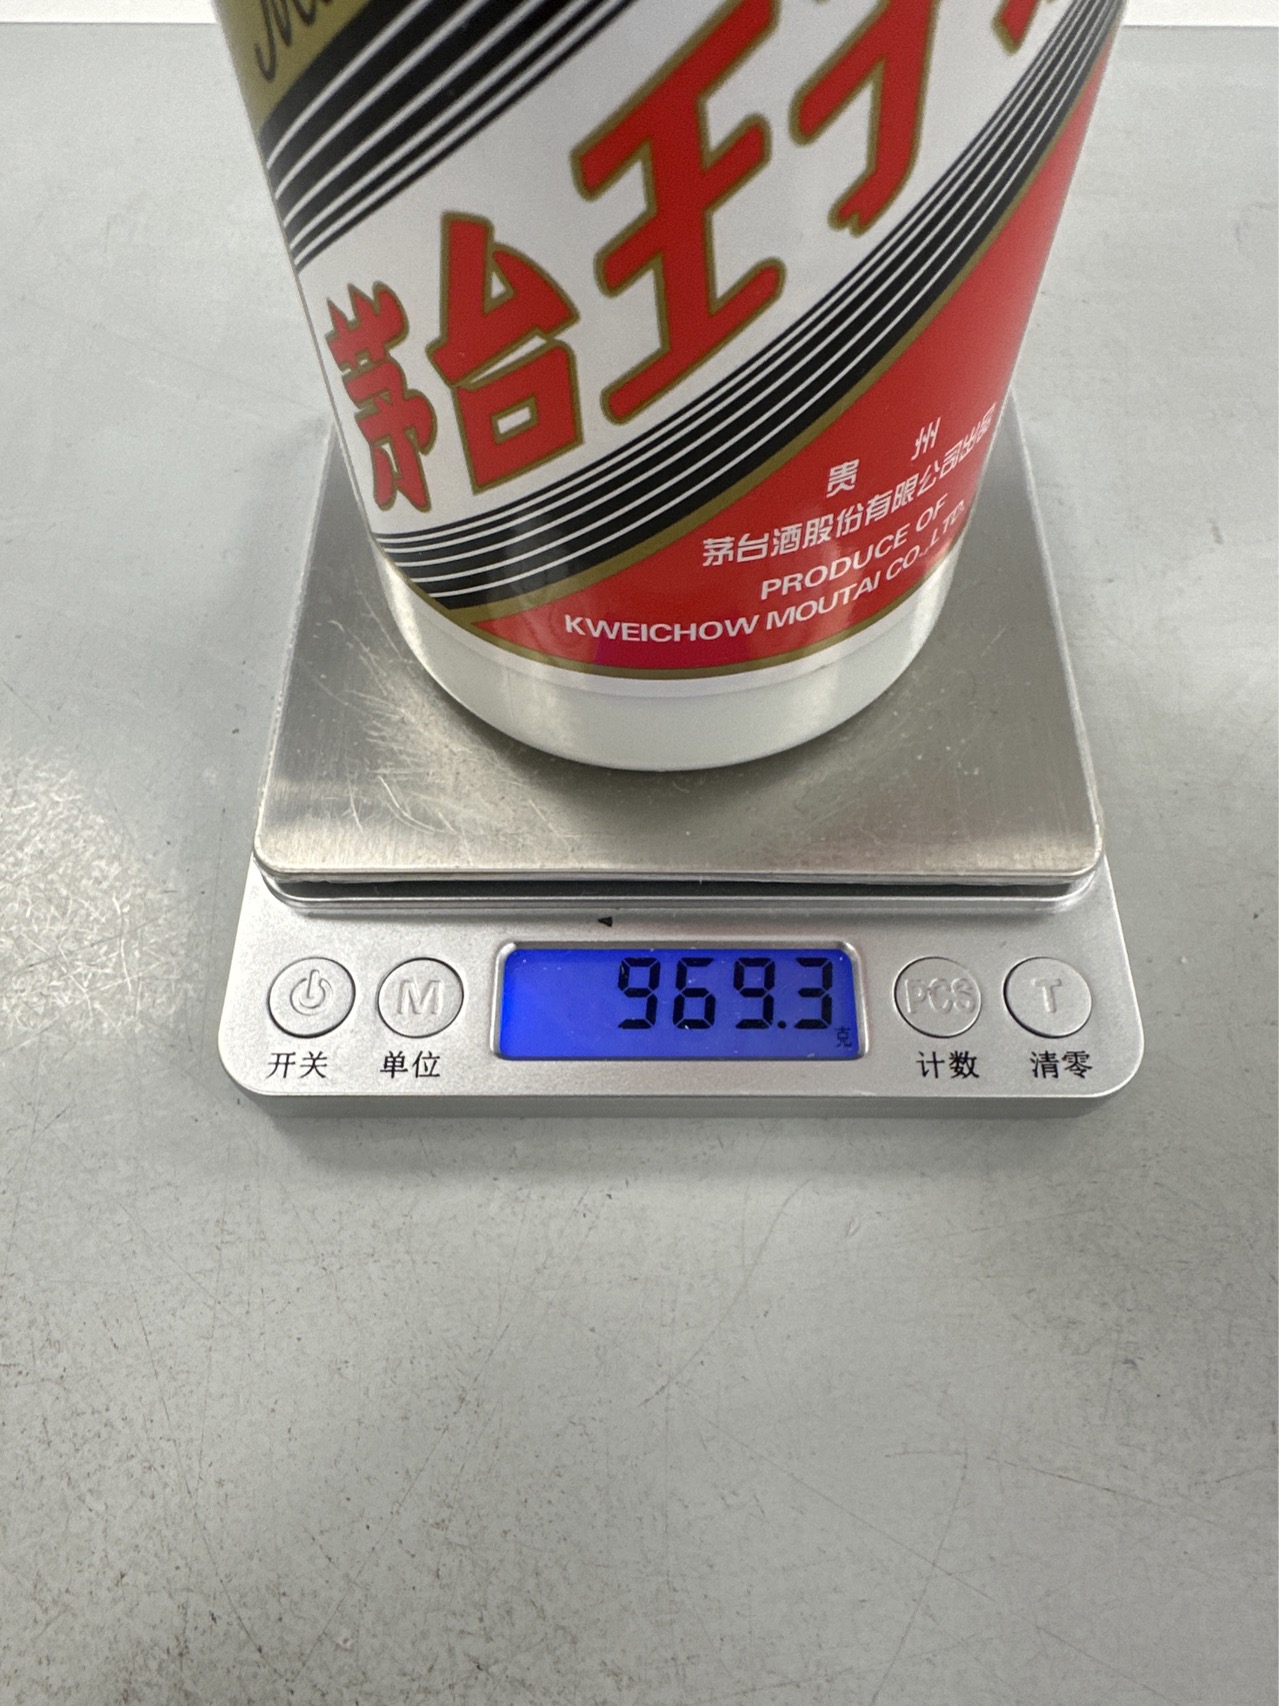 茅台王子
贵州
茅台酒股份有限公司出品
PRODUCE OF
KWEICHOW MOUTAI CO.,LTD.
969.3
克
M
PCS
T
开关
单位
计数
清零